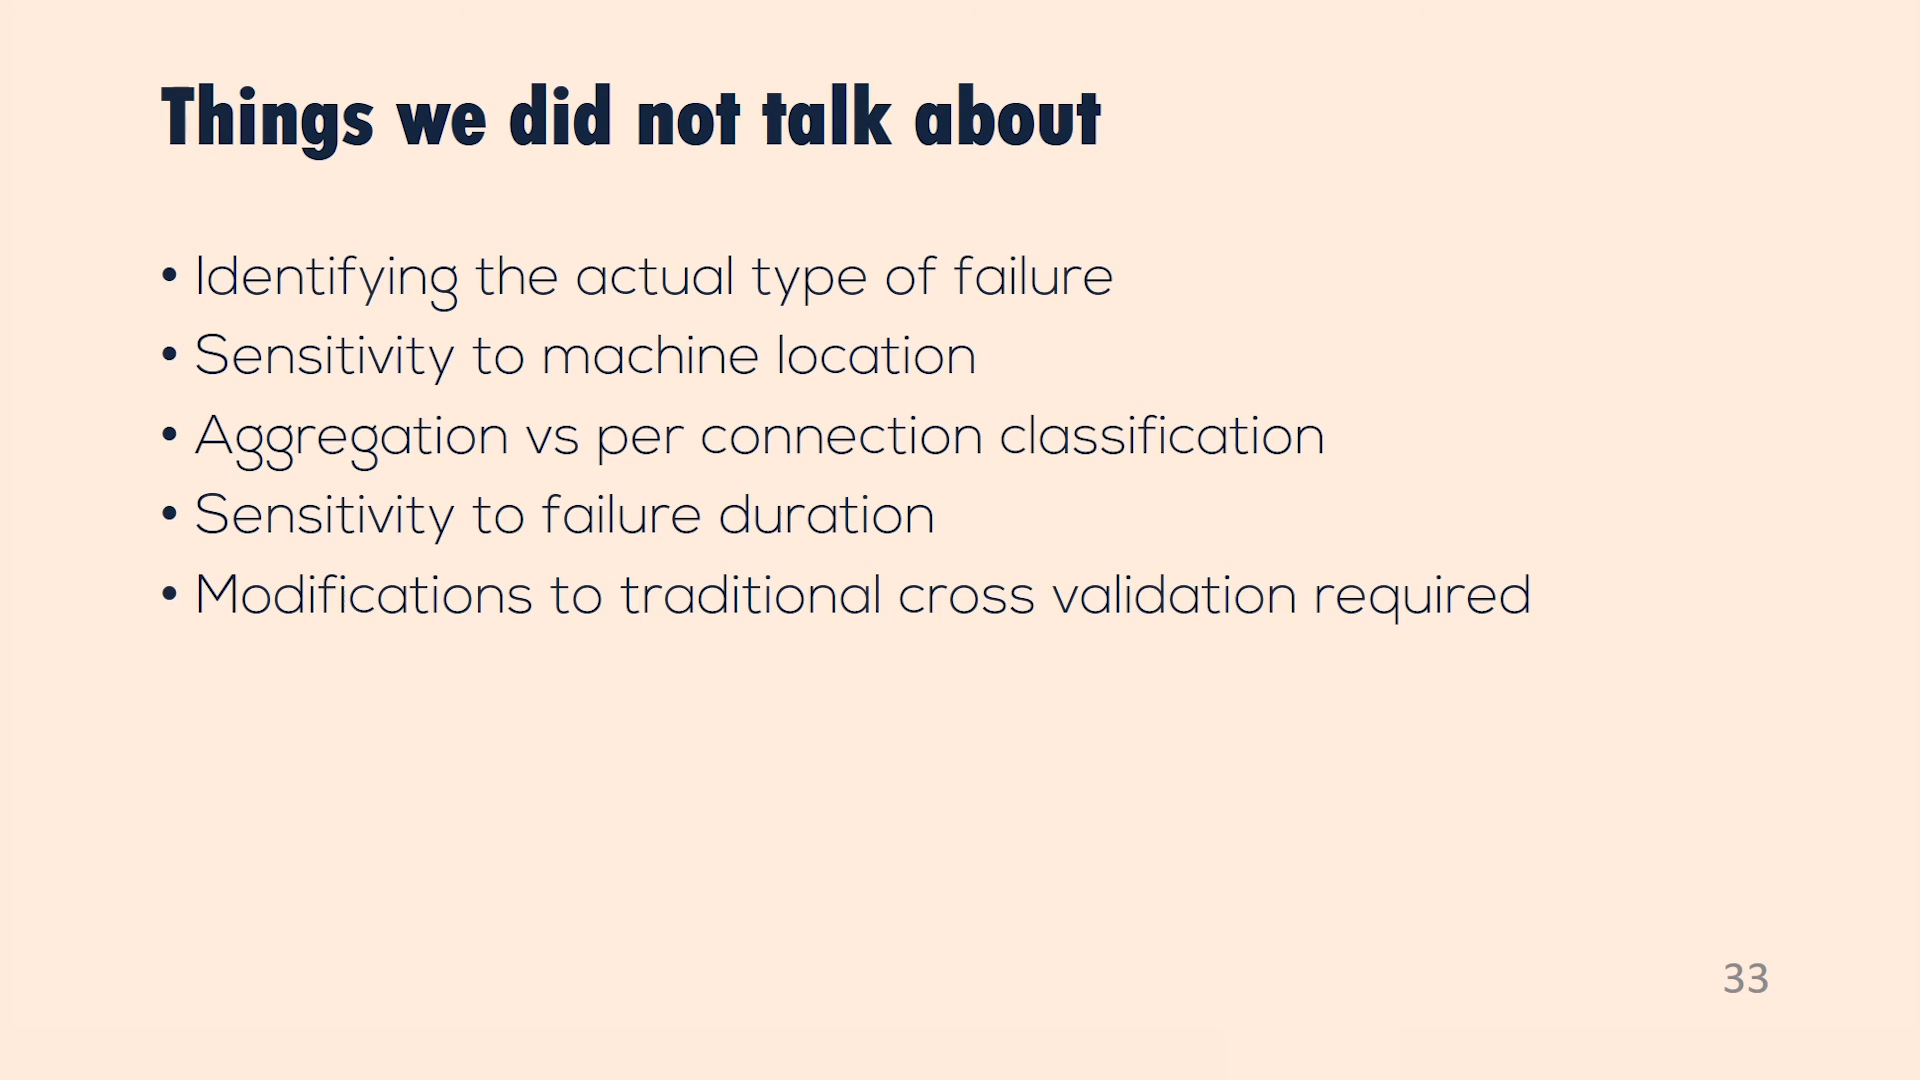 Things we did not talk about
• Identifying the actual type of failure
• Sensitivity to machine location
• Aggregation vs per connection classification
• Sensitivity to failure duration
• Modifications to traditional cross validation required
33